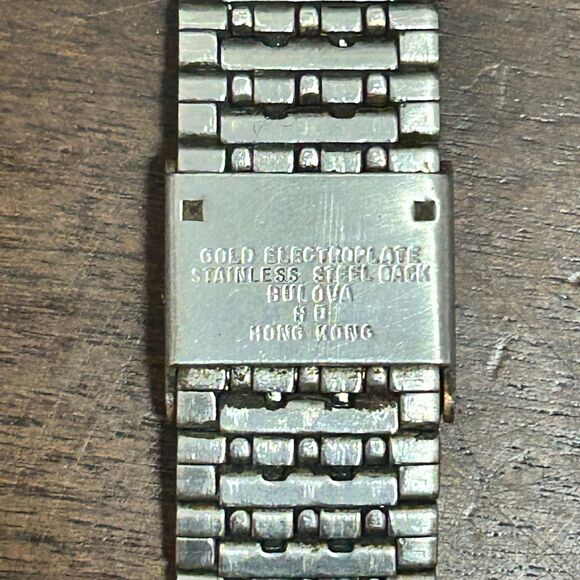 GOLD ELECTROPLATE
STAINLESS STEEL BACK
BULOVA
HONG KONG